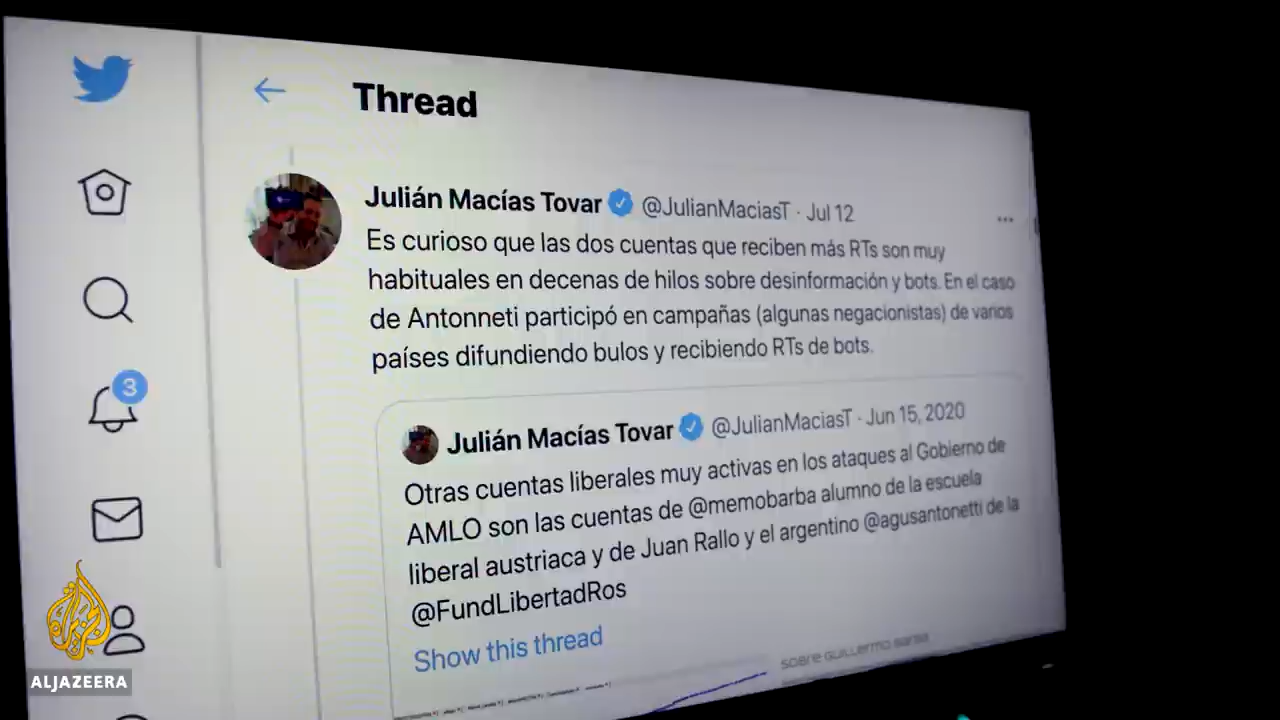 Thread
Julián Macías Tovar @JulianMaciasT · Jul 12
Es curioso que las dos cuentas que reciben más RTs son muy
habituales en decenas de hilos sobre desinformación y bots. En el caso
de Antonneti participó en campañas (algunas negacionistas) de varios
países difundiendo bulos y recibiendo RTs de bots.
3
Julián Macías Tovar @JulianMaciasT · Jun 15, 2020
Otras cuentas liberales muy activas en los ataques al Gobierno de
AMLO son las cuentas de @memobarba alumno de la escuela
liberal austriaca y de Juan Rallo y el argentino @agusantonetti de la
@FundLibertadRos
Show this thread
sobre Guillermo Barba
ALJAZEERA